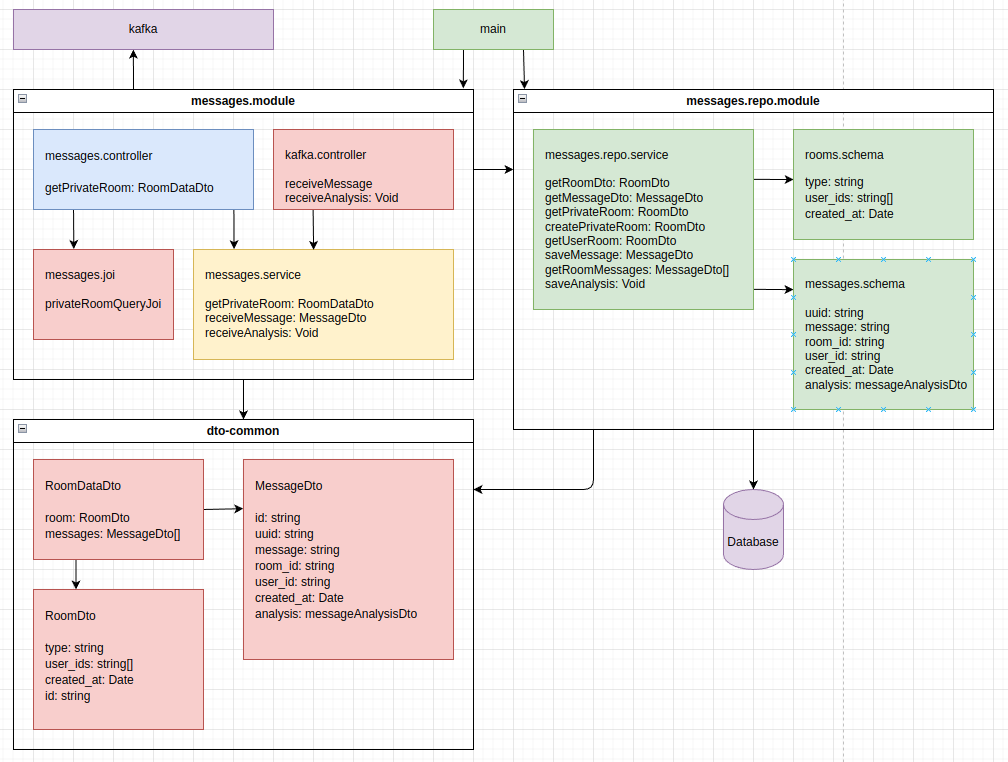 kafka
main
messages.module
messages.controller
getPrivateRoom: RoomDataDto
kafka.controller
receiveMessage
receiveAnalysis: Void
messages.joi
privateRoomQueryJoi
messages.service
getPrivateRoom: RoomDataDto
receiveMessage: MessageDto
receiveAnalysis: Void
messages.repo.module
messages.repo.service
getRoomDto: RoomDto
getMessageDto: MessageDto
getPrivateRoom: RoomDto
createPrivateRoom: RoomDto
getUserRoom: RoomDto
saveMessage: MessageDto
getRoomMessages: MessageDto[]
saveAnalysis: Void
rooms.schema
type: string
user_ids: string[]
created_at: Date
messages.schema
uuid: string
message: string
room_id: string
user_id: string
created_at: Date
analysis: messageAnalysisDto
dto-common
RoomDataDto
room: RoomDto
messages: MessageDto[]
MessageDto
id: string
uuid: string
message: string
room_id: string
user_id: string
created_at: Date
analysis: messageAnalysisDto
RoomDto
type: string
user_ids: string[]
created_at: Date
id: string
Database